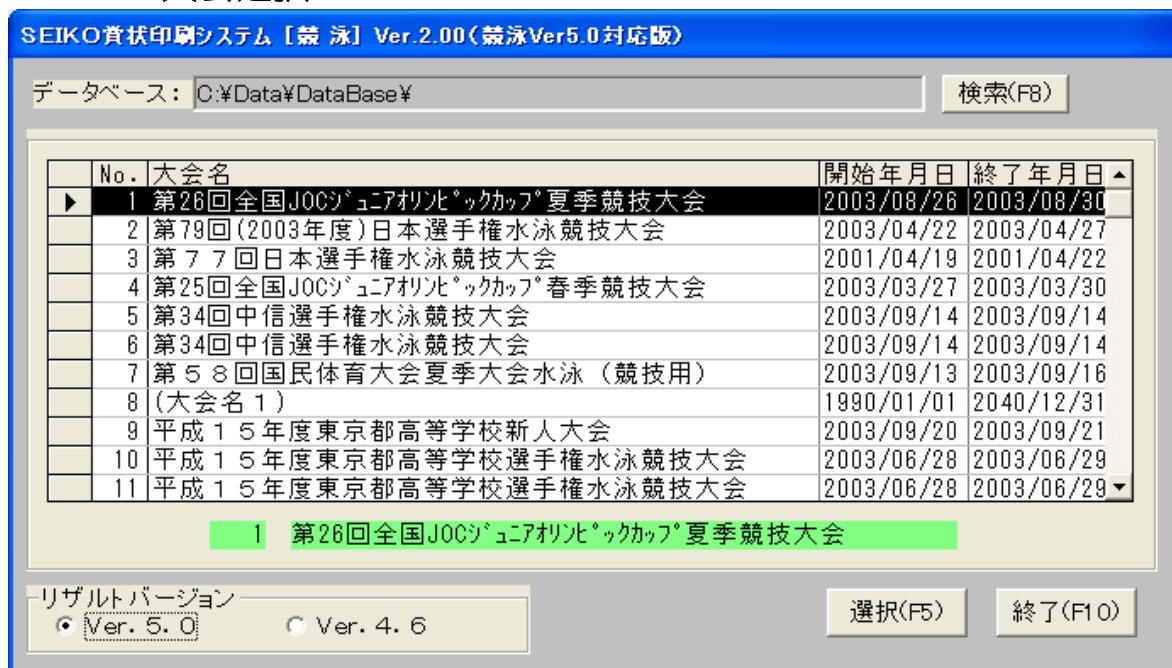 SEIKO賞状印刷システム [競 泳] Ver.2.00(競泳Ver5.0対応版)
データベース: C:¥Data¥DataBase¥ 検索(F8)
No. 大会名 開始年月日 終了年月日
1 第26回全国JOCジュニアオリンピックカップ夏季競技大会 2003/08/26 2003/08/30
2 第79回(2003年度)日本選手権水泳競技大会 2003/04/22 2003/04/27
3 第77回日本選手権水泳競技大会 2001/04/19 2001/04/22
4 第25回全国JOCジュニアオリンピックカップ春季競技大会 2003/03/27 2003/03/30
5 第34回中信選手権水泳競技大会 2003/09/14 2003/09/14
6 第34回中信選手権水泳競技大会 2003/09/14 2003/09/14
7 第58回国民体育大会夏季大会水泳 (競技用) 2003/09/13 2003/09/16
8 (大会名1) 1990/01/01 2040/12/31
9 平成15年度東京都高等学校新人大会 2003/09/20 2003/09/21
10 平成15年度東京都高等学校選手権水泳競技大会 2003/06/28 2003/06/29
11 平成15年度東京都高等学校選手権水泳競技大会 2003/06/28 2003/06/29
1 第26回全国JOCジュニアオリンピックカップ夏季競技大会
リザルトバージョン
Ver. 5. 0 Ver. 4. 6 選択(F5) 終了(F10)